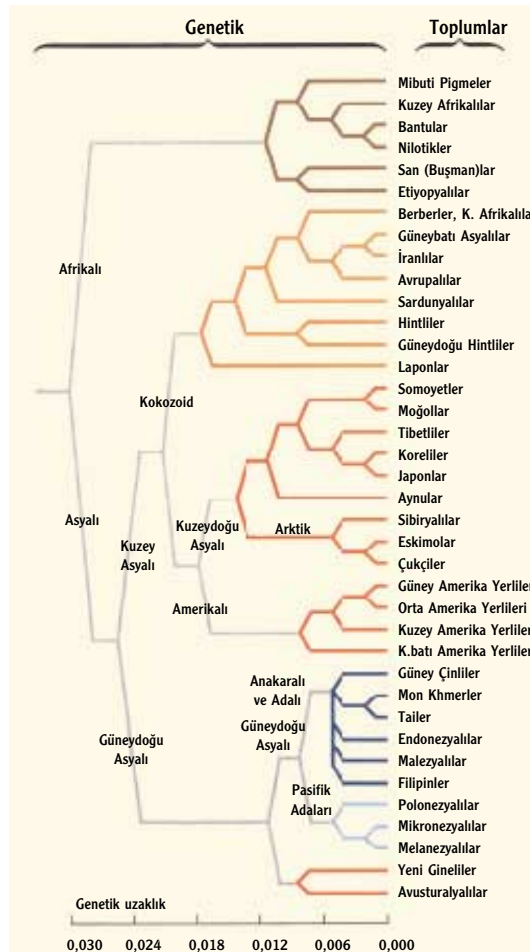 Genetik
Toplumlar
Mibuti Pigmeler
Kuzey Afrikalılar
Bantular
Nilotikler
San (Buşman)lar
Etiyopyalılar
Berberler, K. Afrikalıla
Güneybatı Asyalılar
İranlılar
Avrupalılar
Sardunyalılar
Hintliler
Güneydoğu Hintliler
Laponlar
Somoyetler
Moğollar
Tibetliler
Koreliler
Japonlar
Aynular
Sibiryalılar
Eskimolar
Çukçiler
Güney Amerika Yerliler
Orta Amerika Yerlileri
Kuzey Amerika Yerliler
K.batı Amerika Yerliler
Güney Çinliler
Mon Khmerler
Tailer
Endonezyalılar
Malezyalılar
Filipinler
Polonezyalılar
Mikronezyalılar
Melanezyalılar
Yeni Gineliler
Avusturalyalılar
Afrikalı
Kokozoid
Asyalı
Kuzey
Asyalı
Kuzeydoğu
Asyalı
Arktik
Amerikalı
Anakaralı
ve Adalı
Güneydoğu
Asyalı
Güneydoğu
Asyalı
Pasifik
Adaları
Genetik uzaklık
0,030 0,024 0,018 0,012 0,006 0,000